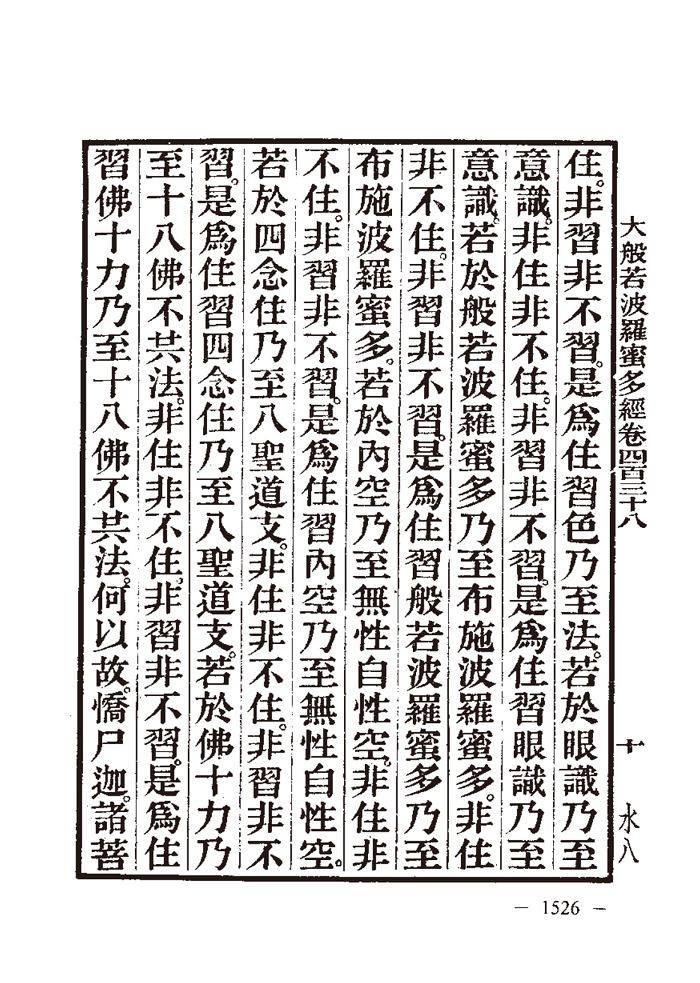 大般若波羅蜜多經卷四百三十八
十
水八
住。非習非不習。是爲住習色乃至法。若於眼識乃至
意識。非住非不住。非習非不習。是爲住習眼識乃至
意識。若於般若波羅蜜多乃至布施波羅蜜多。非住
非不住。非習非不習。是爲住習般若波羅蜜多乃至
布施波羅蜜多。若於內空乃至無性自性空。非住非
不住。非習非不習。是爲住習內空乃至無性自性空。
若於四念住乃至八聖道支。非住非不住。非習非不
習。是爲住習四念住乃至八聖道支。若於佛十力乃
至十八佛不共法。非住非不住。非習非不習。是爲住
習佛十力乃至十八佛不共法。何以故。憍尸迦。諸菩
— 1526 —